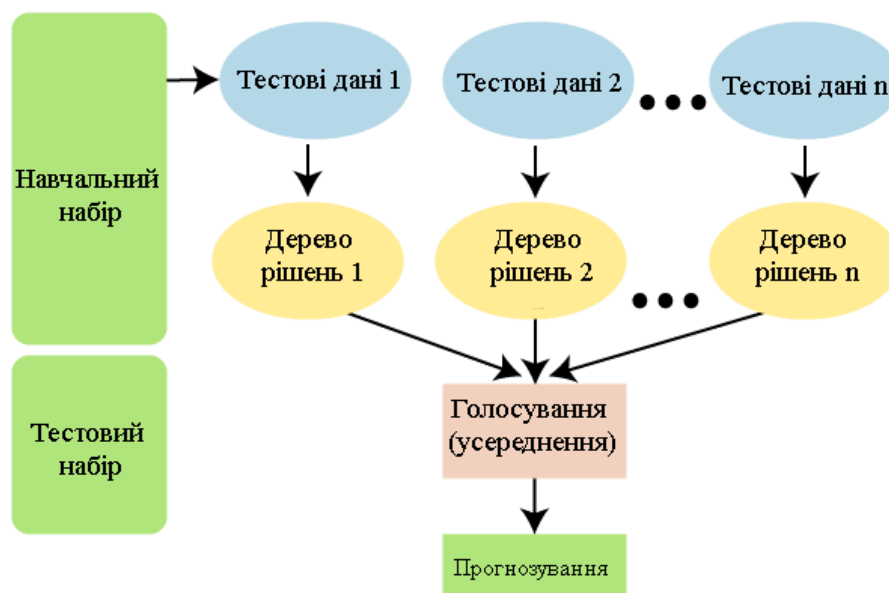 Тестові дані 1
Тестові дані 2
Тестові дані n
Навчальний
набір
Дерево
рішень 1
Дерево
рішень 2
Дерево
рішень n
Голосування
(усереднення)
Тестовий
набір
Прогнозування